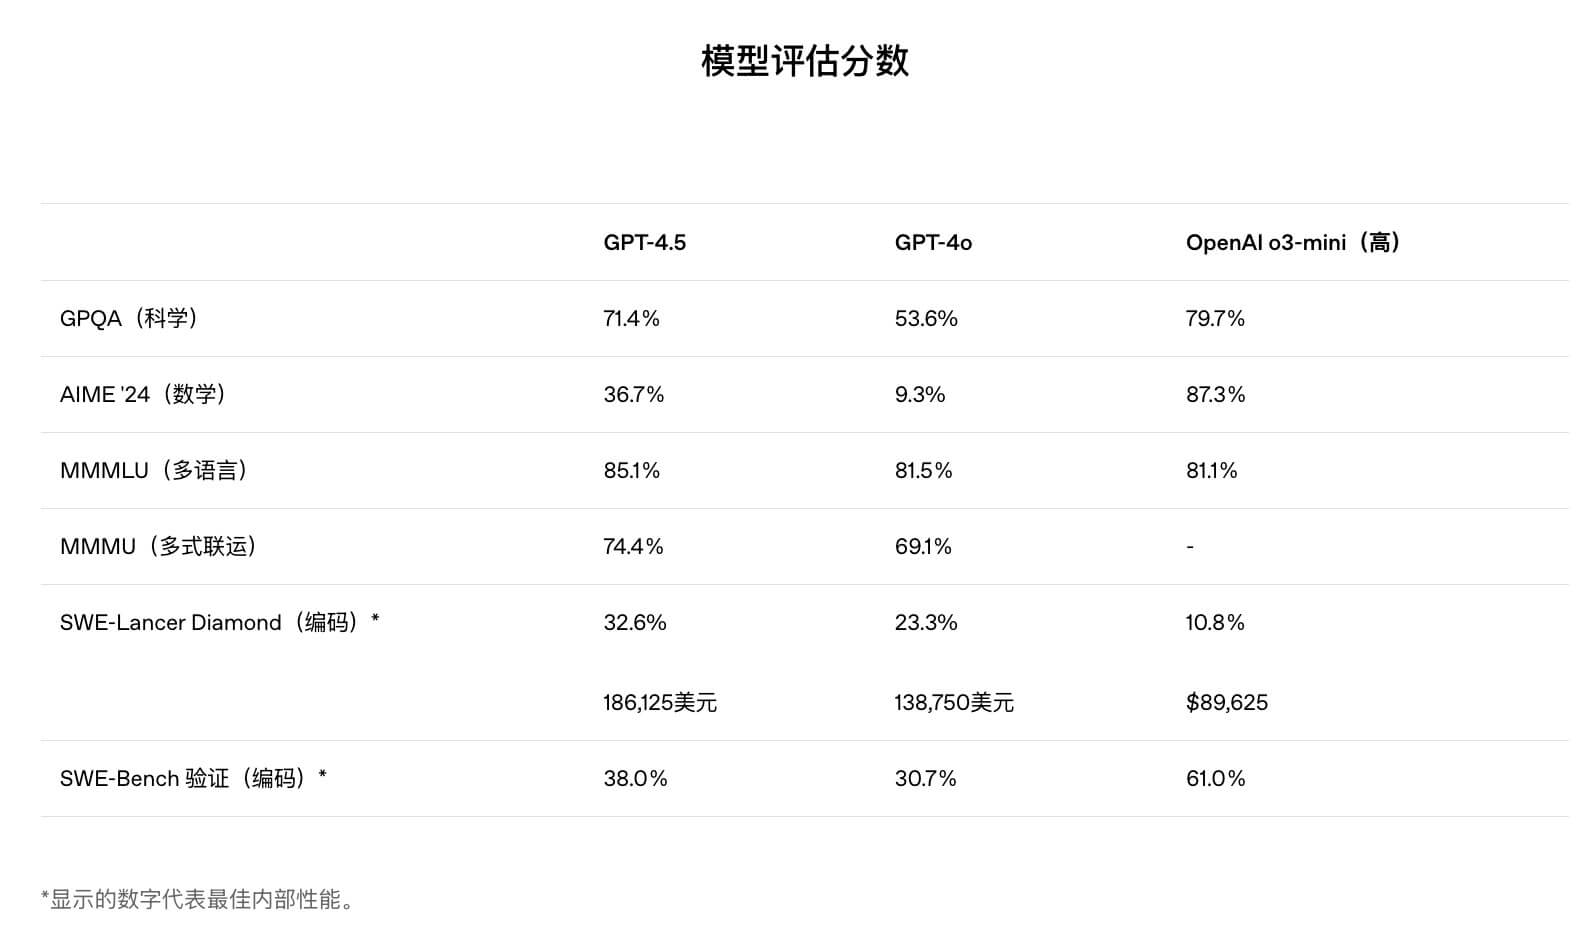 模型评估分数
GPT-4.5 GPT-4o OpenAI o3-mini（高）
GPQA（科学） 71.4% 53.6% 79.7%
AIME '24（数学） 36.7% 9.3% 87.3%
MMMLU（多语言） 85.1% 81.5% 81.1%
MMMU（多式联运） 74.4% 69.1% -
SWE-Lancer Diamond（编码）* 32.6% 23.3% 10.8%
186,125美元 138,750美元 $89,625
SWE-Bench 验证（编码）* 38.0% 30.7% 61.0%
*显示的数字代表最佳内部性能。